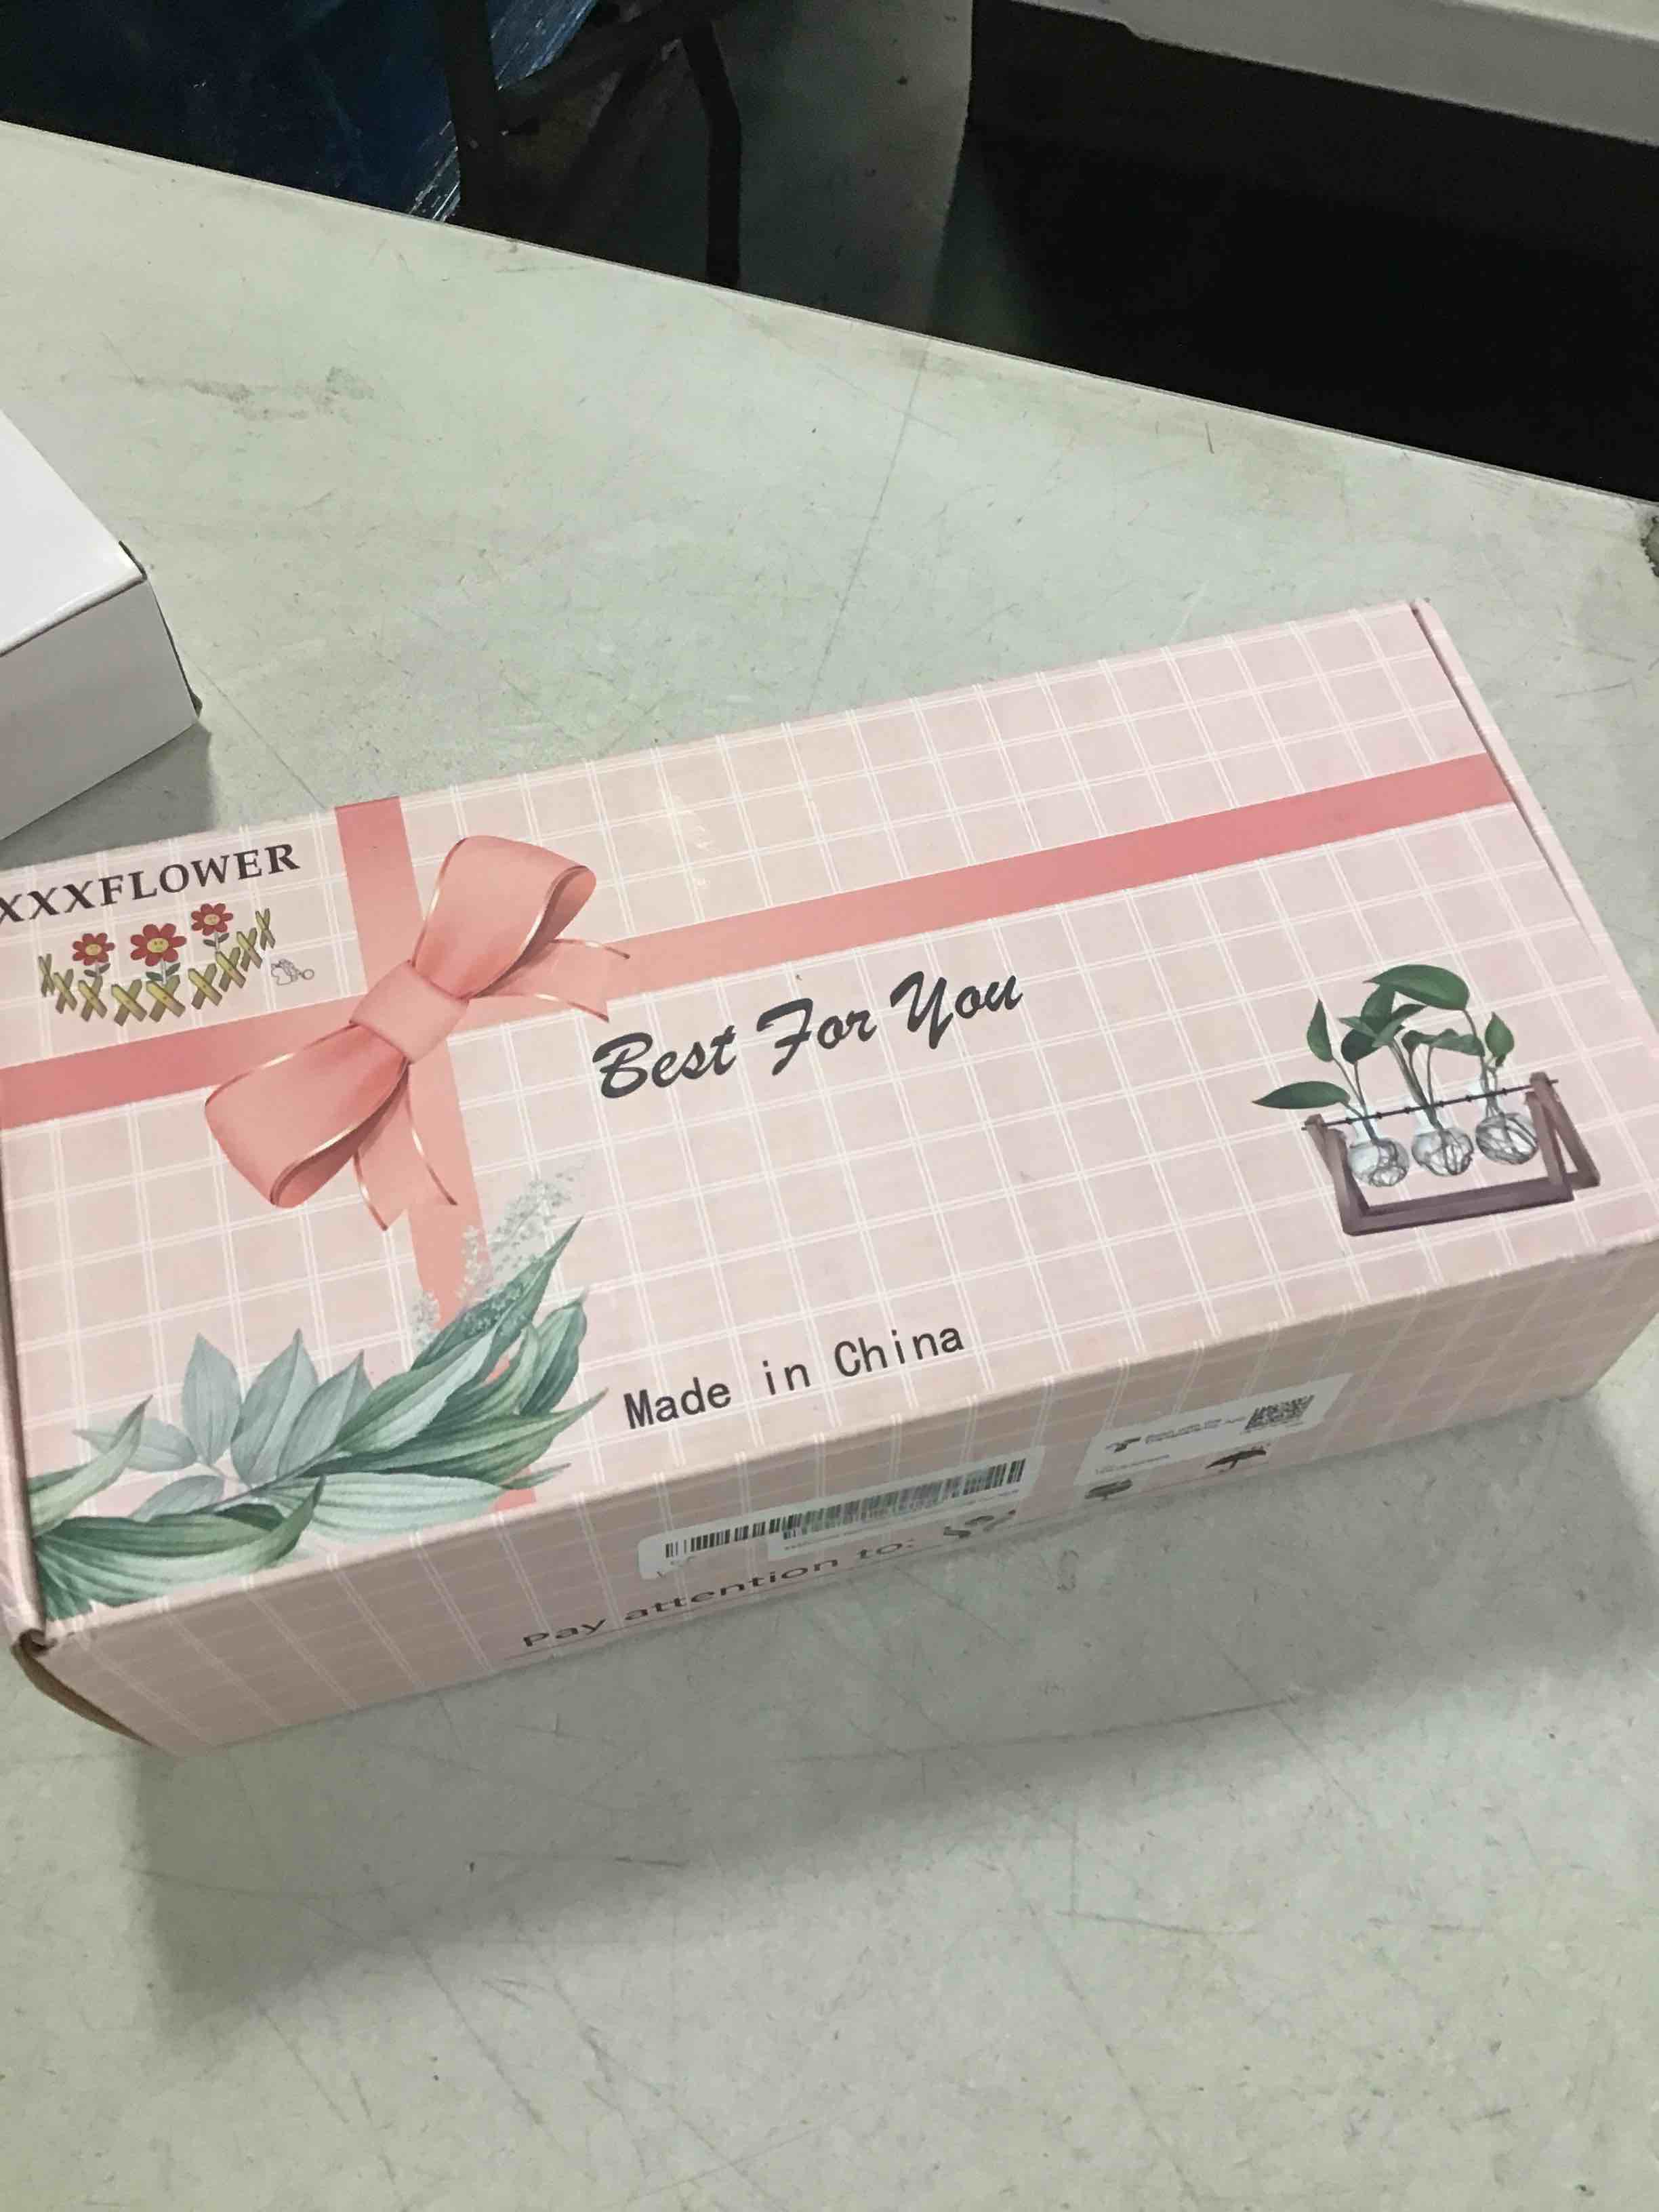 XXXFLOWER
Best For You
Made in China
Pay attention to: